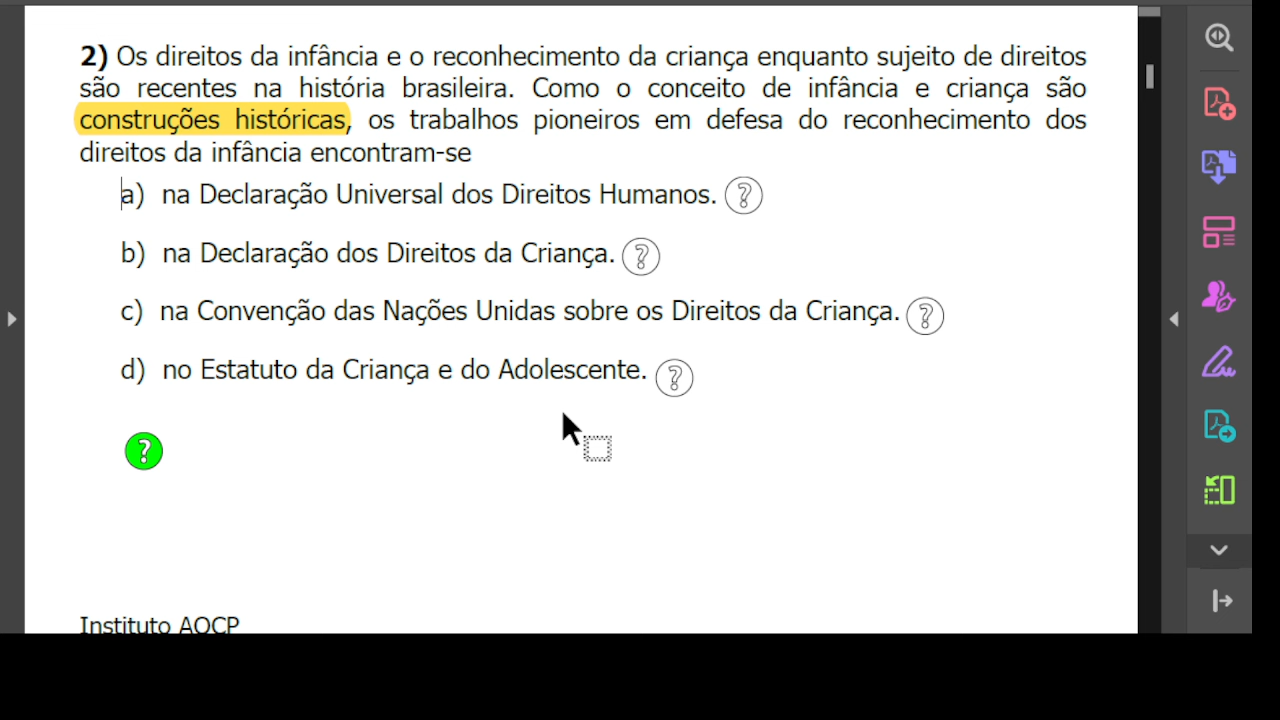 2) Os direitos da infância e o reconhecimento da criança enquanto sujeito de direitos
são recentes na história brasileira. Como o conceito de infância e criança são
construções históricas, os trabalhos pioneiros em defesa do reconhecimento dos
direitos da infância encontram-se
a) na Declaração Universal dos Direitos Humanos. ?
b) na Declaração dos Direitos da Criança. ?
c) na Convenção das Nações Unidas sobre os Direitos da Criança. ?
d) no Estatuto da Criança e do Adolescente. ?
?
Instituto AOCP